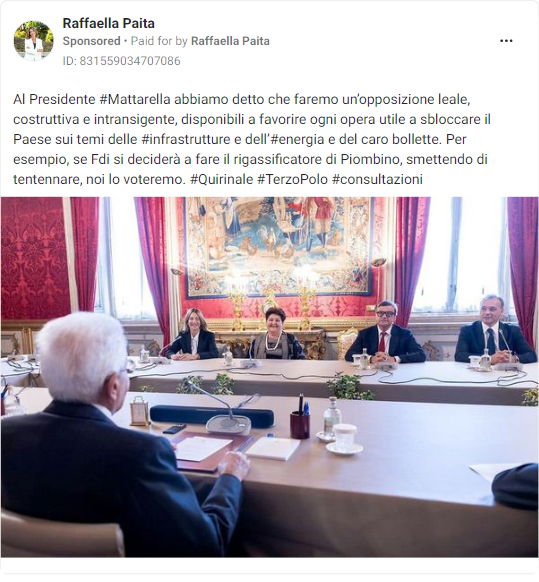 Raffaella Paita
Sponsored • Paid for by Raffaella Paita
ID: 831559034707086
Al Presidente #Mattarella abbiamo detto che faremo un’opposizione leale,
costruttiva e intransigente, disponibili a favorire ogni opera utile a sbloccare il
Paese sui temi delle #infrastrutture e dell’#energia e del caro bollette. Per
esempio, se Fdi si deciderà a fare il rigassificatore di Piombino, smettendo di
tentennare, noi lo voteremo. #Quirinale #TerzoPolo #consultazioni